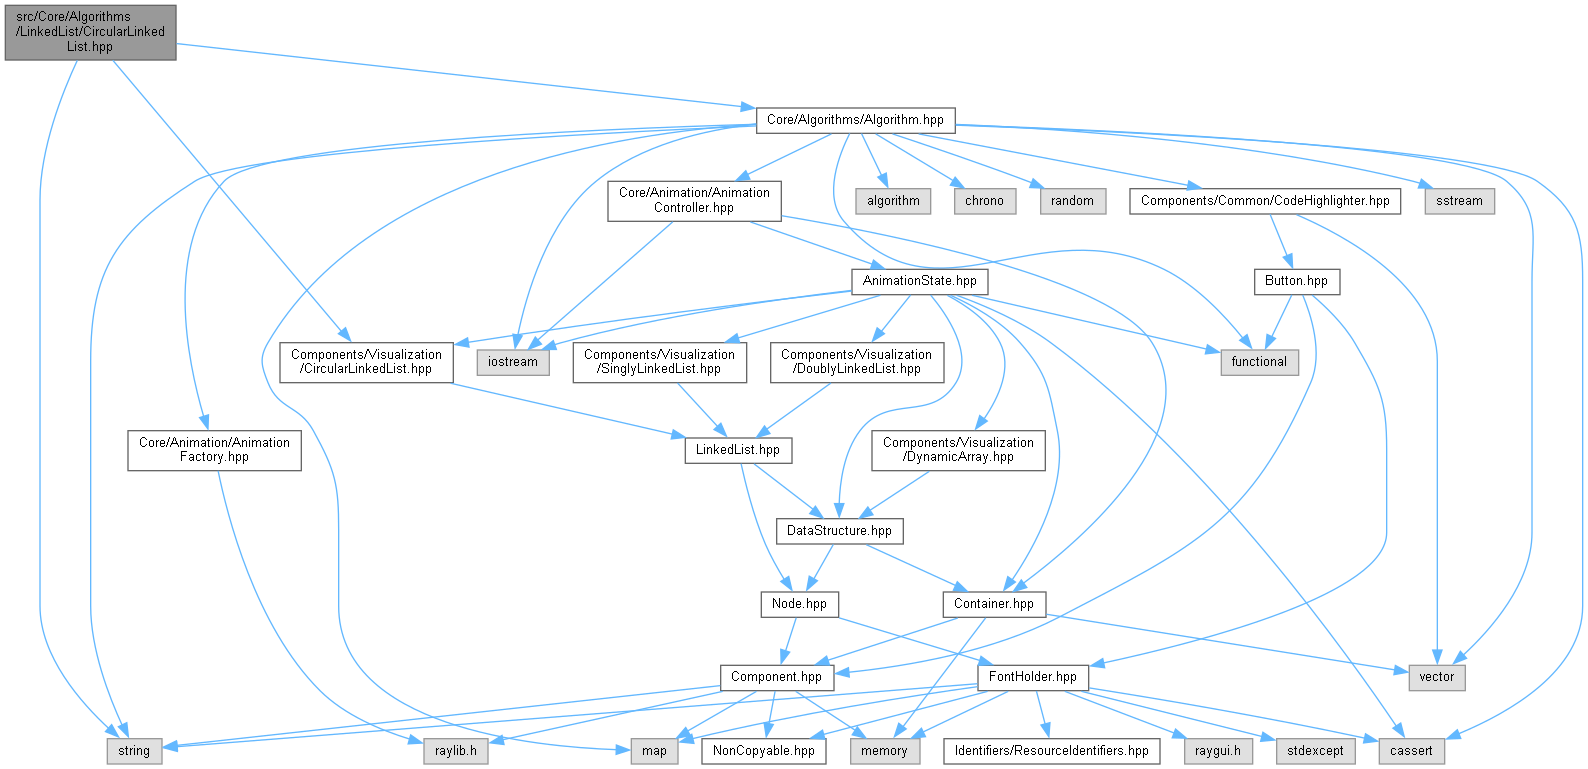 src/Core/Algorithms
/LinkedList/CircularLinked
List.hpp
Core/Algorithms/Algorithm.hpp
Core/Animation/Animation
Controller.hpp
algorithm
chrono
random
Components/Common/CodeHighlighter.hpp
sstream
AnimationState.hpp
Button.hpp
Components/Visualization
/CircularLinkedList.hpp
iostream
Components/Visualization
/SinglyLinkedList.hpp
Components/Visualization
/DoublyLinkedList.hpp
functional
Core/Animation/Animation
Factory.hpp
LinkedList.hpp
Components/Visualization
/DynamicArray.hpp
DataStructure.hpp
Node.hpp
Container.hpp
Component.hpp
FontHolder.hpp
vector
string
raylib.h
map
NonCopyable.hpp
memory
Identifiers/ResourceIdentifiers.hpp
raygui.h
stdexcept
cassert